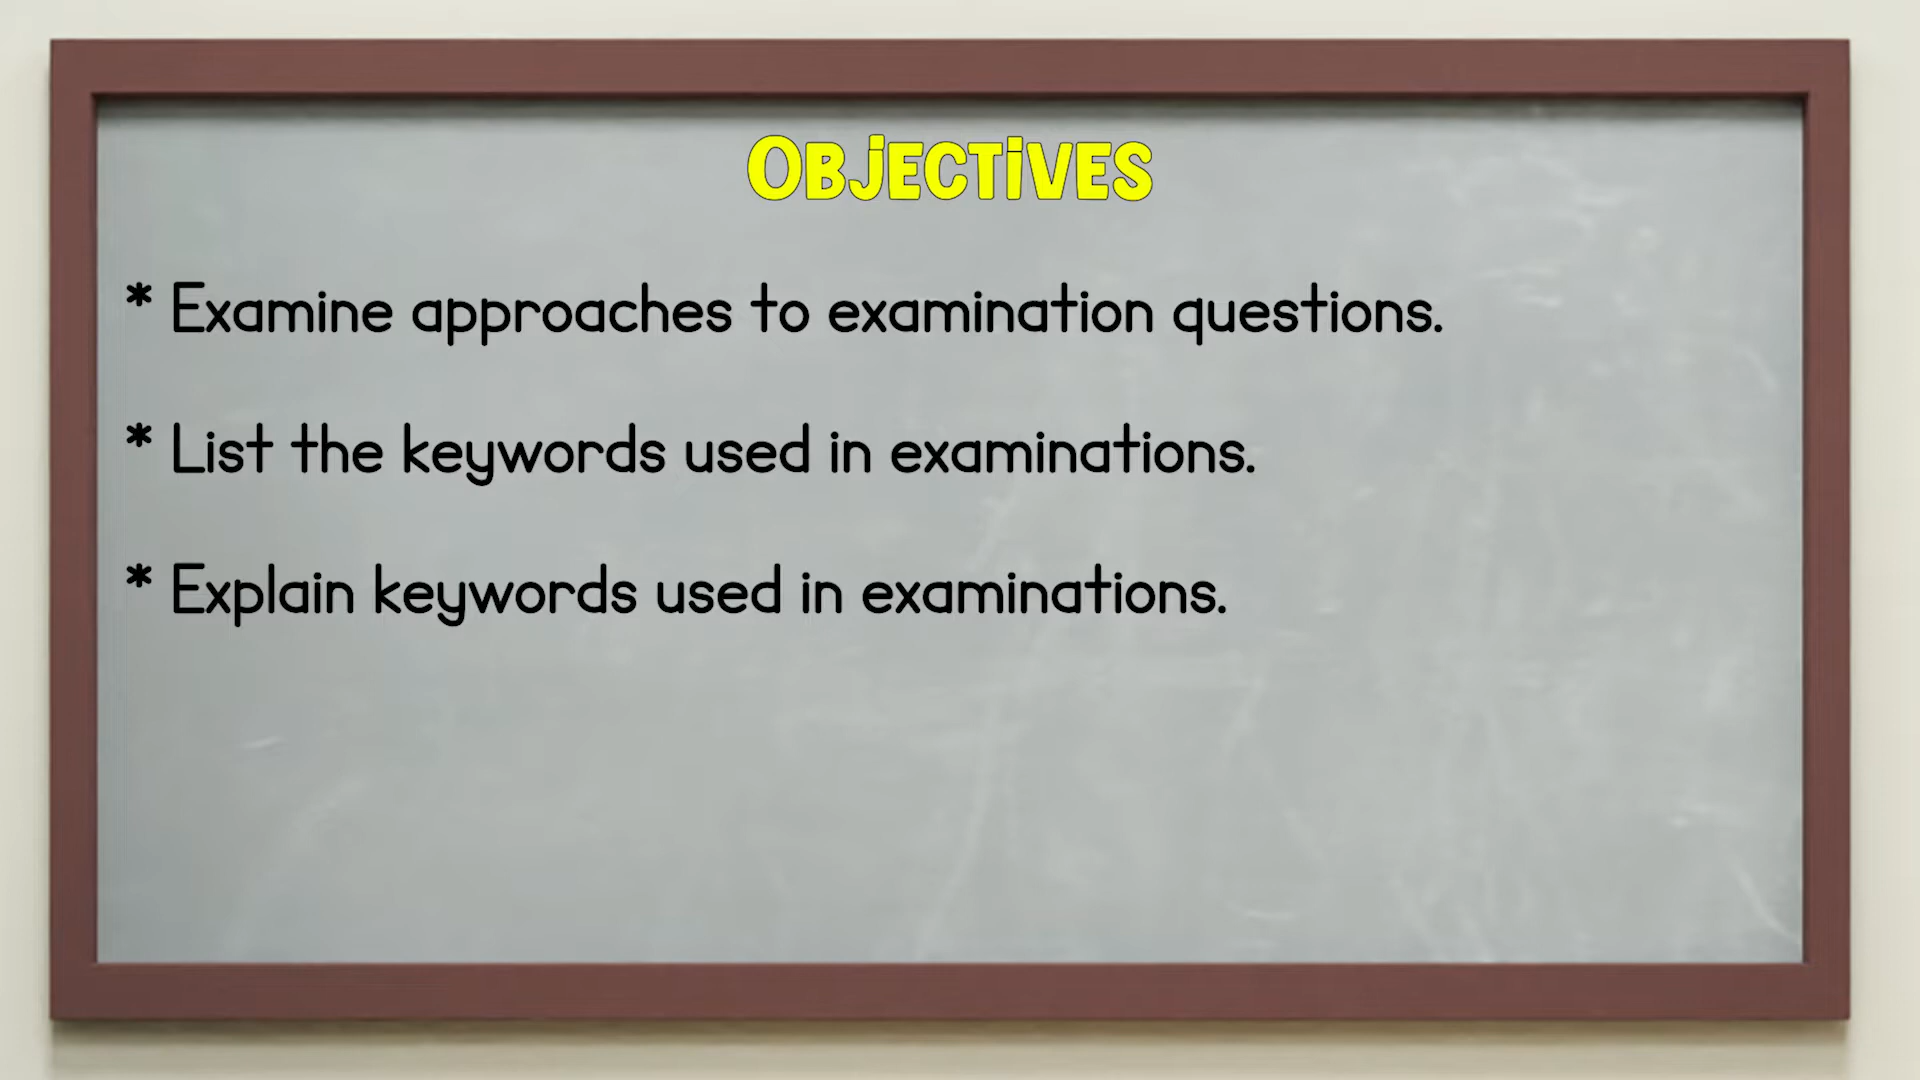 OBJECTIVES
* Examine approaches to examination questions.
* List the keywords used in examinations.
* Explain keywords used in examinations.